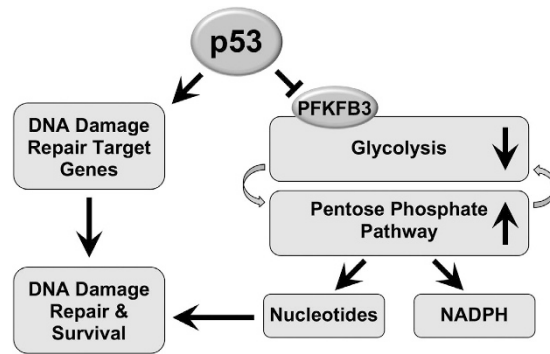 p53
PFKFB3
DNA Damage
Repair Target
Genes
Glycolysis
Pentose Phosphate
Pathway
DNA Damage
Repair &
Survival
Nucleotides
NADPH